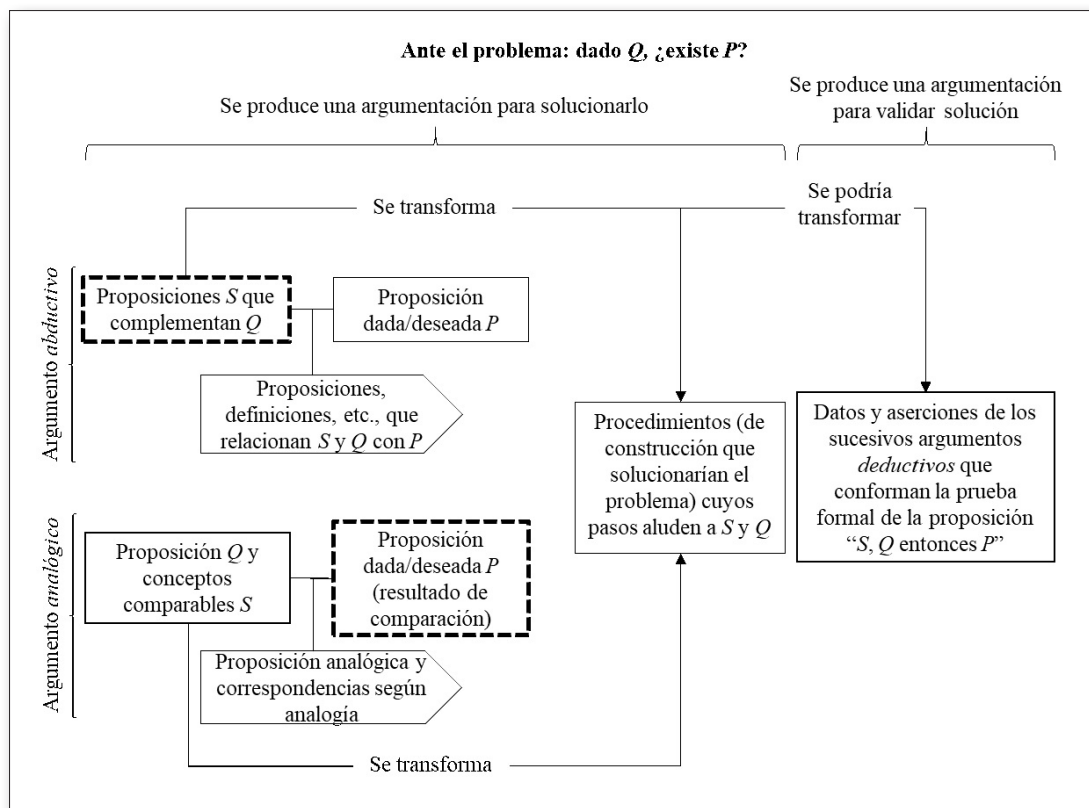 Ante el problema: dado Q, ¿existe P?
Se produce una argumentación para solucionarlo
Se produce una argumentación
para validar solución
Se transforma
Se podría
transformar
Argumento abductivo
Proposiciones S que
complementan Q
Proposición
dada/deseada P
Proposiciones,
definiciones, etc., que
relacionan S y Q con P
Procedimientos (de
construcción que
solucionarían el
problema) cuyos
pasos aluden a S y Q
Datos y aserciones de los
sucesivos argumentos
deductivos que
conforman la prueba
formal de la proposición
“S, Q entonces P”
Argumento analógico
Proposición Q y
conceptos
comparables S
Proposición
dada/deseada P
(resultado de
comparación)
Proposición analógica y
correspondencias según
analogía
Se transforma